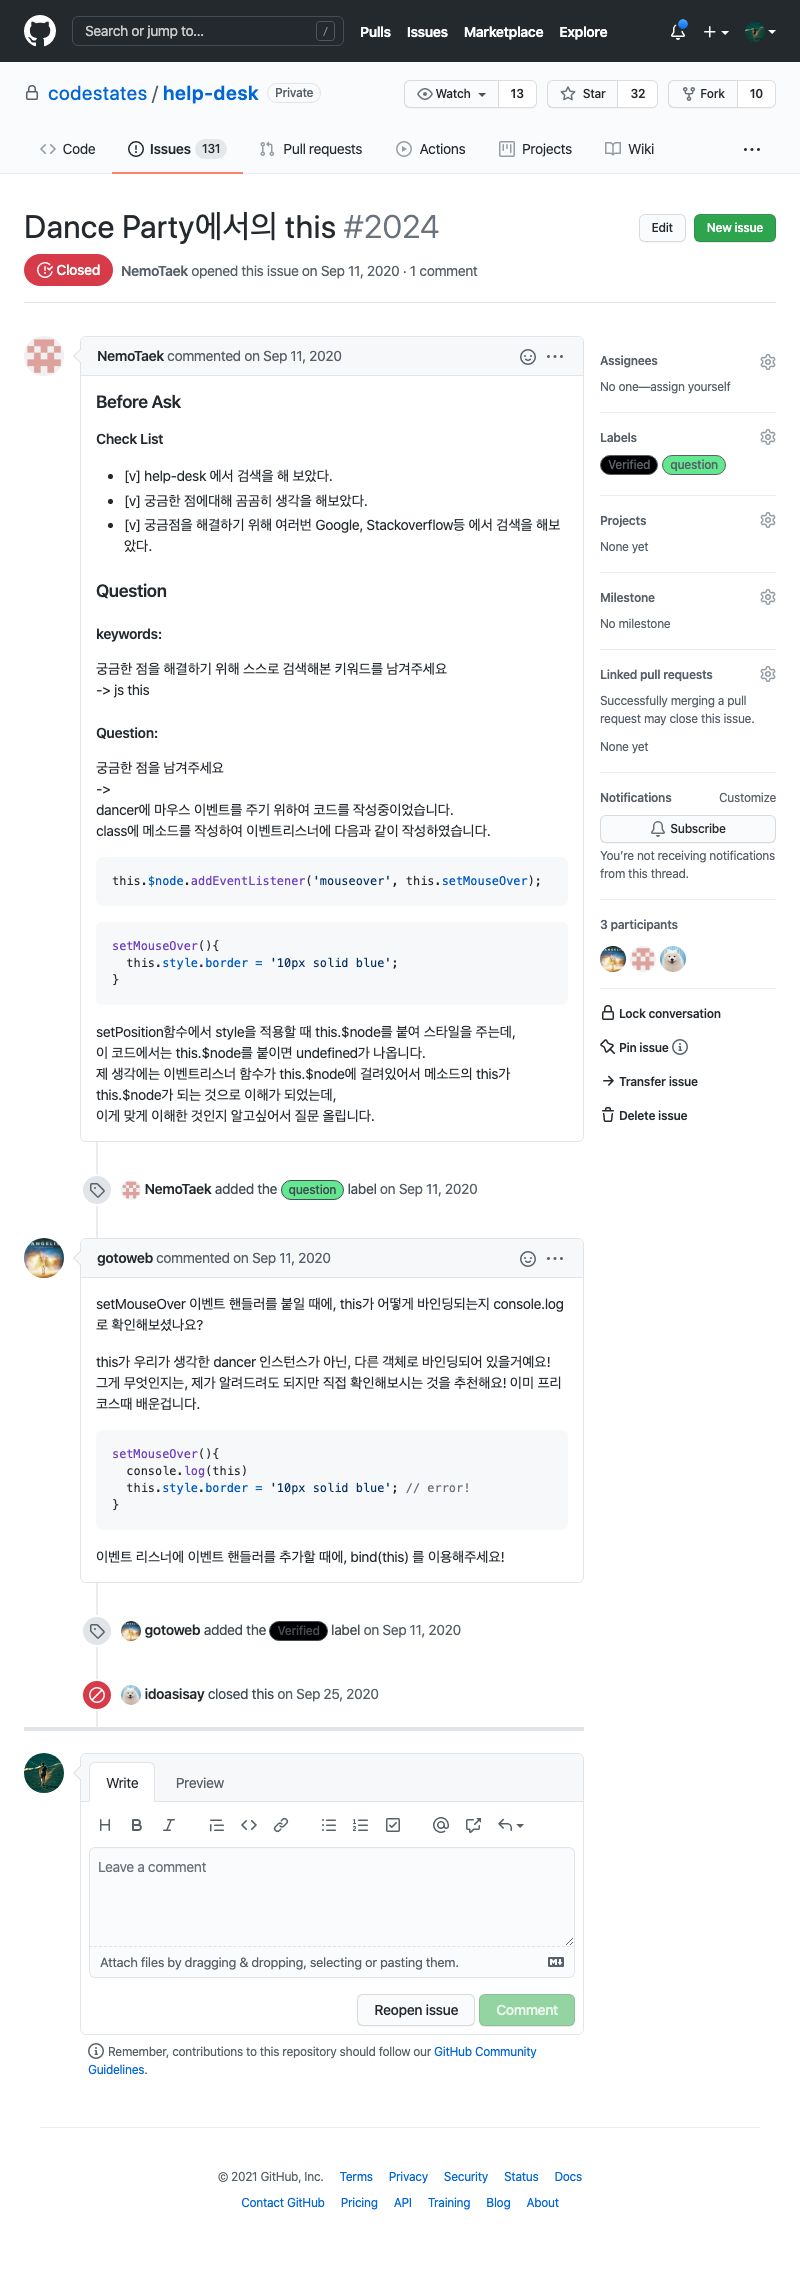 Search or jump to... /
Pulls Issues Marketplace Explore
codestates / help-desk Private
Watch 13 Star 32 Fork 10
Code Issues 131 Pull requests Actions Projects Wiki ...
Dance Party에서의 this #2024
Edit New issue
Closed NemoTaek opened this issue on Sep 11, 2020 · 1 comment
NemoTaek commented on Sep 11, 2020
Before Ask
Check List
• [v] help-desk 에서 검색을 해 보았다.
• [v] 궁금한 점에대해 곰곰히 생각을 해보았다.
• [v] 궁금점을 해결하기 위해 여러번 Google, Stackoverflow등 에서 검색을 해보
았다.
Question
keywords:
궁금한 점을 해결하기 위해 스스로 검색해본 키워드를 남겨주세요
-> js this
Question:
궁금한 점을 남겨주세요
->
dancer에 마우스 이벤트를 주기 위하여 코드를 작성중이었습니다.
class에 메소드를 작성하여 이벤트리스너에 다음과 같이 작성하였습니다.
this.$node.addEventListener('mouseover', this.setMouseOver);
setMouseOver(){
this.style.border = '10px solid blue';
}
setPosition함수에서 style을 적용할 때 this.$node를 붙여 스타일을 주는데,
이 코드에서는 this.$node를 붙이면 undefined가 나옵니다.
제 생각에는 이벤트리스너 함수가 this.$node에 걸려있어서 메소드의 this가
this.$node가 되는 것으로 이해가 되었는데,
이게 맞게 이해한 것인지 알고싶어서 질문 올립니다.
NemoTaek added the question label on Sep 11, 2020
gotoweb commented on Sep 11, 2020
setMouseOver 이벤트 핸들러를 붙일 때에, this가 어떻게 바인딩되는지 console.log
로 확인해보셨나요?
this가 우리가 생각한 dancer 인스턴스가 아닌, 다른 객체로 바인딩되어 있을거예요!
그게 무엇인지는, 제가 알려드려도 되지만 직접 확인해보시는 것을 추천해요! 이미 프리
코스때 배운겁니다.
setMouseOver(){
console.log(this)
this.style.border = '10px solid blue'; // error!
}
이벤트 리스너에 이벤트 핸들러를 추가할 때에, bind(this) 를 이용해주세요!
gotoweb added the Verified label on Sep 11, 2020
idoasisay closed this on Sep 25, 2020
Write Preview
Leave a comment
Attach files by dragging & dropping, selecting or pasting them.
Reopen issue Comment
Remember, contributions to this repository should follow our GitHub Community
Guidelines.
Assignees
No one—assign yourself
Labels
Verified question
Projects
None yet
Milestone
No milestone
Linked pull requests
Successfully merging a pull
request may close this issue.
None yet
Notifications Customize
Subscribe
You're not receiving notifications
from this thread.
3 participants
Lock conversation
Pin issue
Transfer issue
Delete issue
© 2021 GitHub, Inc. Terms Privacy Security Status Docs
Contact GitHub Pricing API Training Blog About